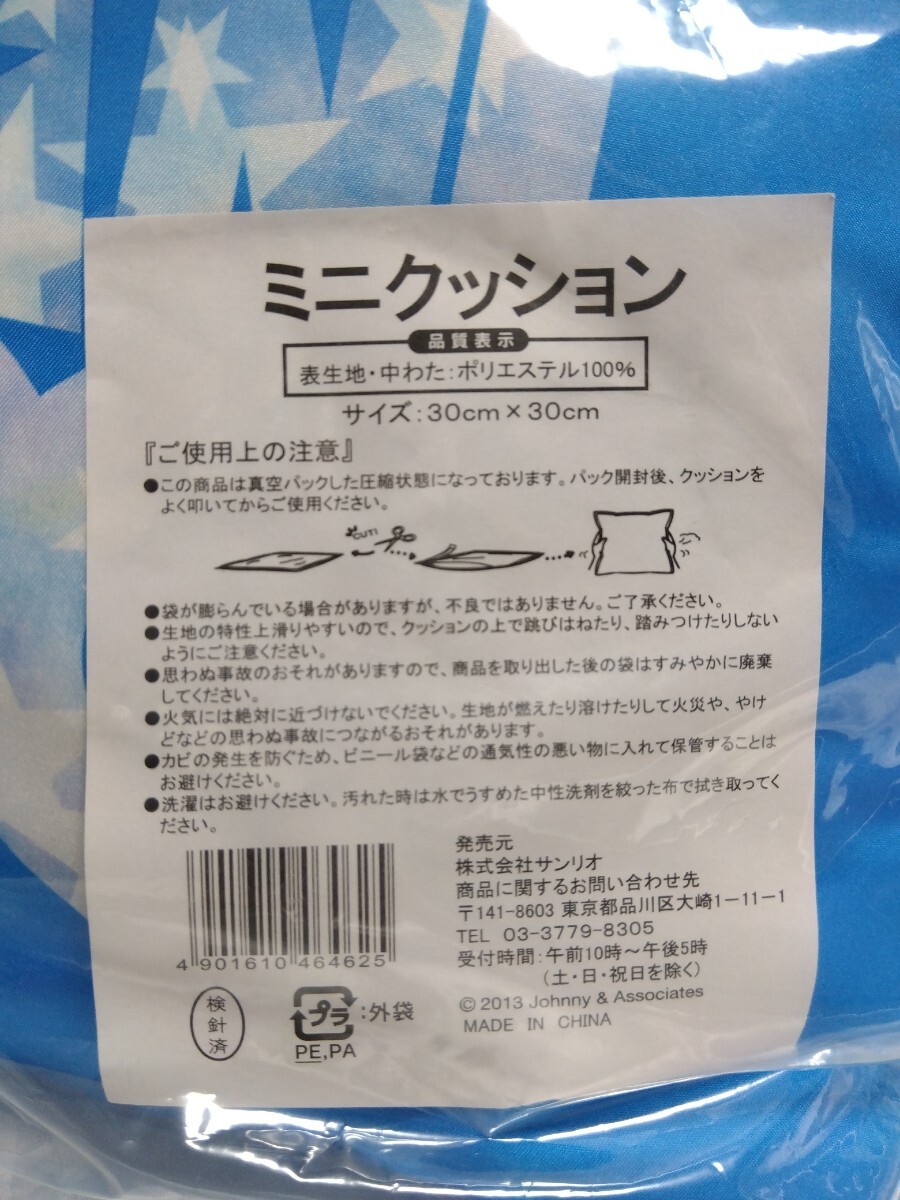 ミニクッション
品質表示
表生地・中わた:ポリエステル100%
サイズ:30cm×30cm
『ご使用上の注意』
●この商品は真空パックした圧縮状態になっております。パック開封後、クッションを
よく叩いてからご使用ください。
CUT!
●袋が膨らんでいる場合がありますが、不良ではありません。ご了承ください。
●生地の特性上滑りやすいので、クッションの上で跳びはねたり、踏みつけたりしない
ようにご注意ください。
●思わぬ事故のおそれがありますので、商品を取り出した後の袋はすみやかに廃棄
してください。
●火気には絶対に近づけないでください。生地が燃えたり溶けたりして火災や、やけ
どなどの思わぬ事故につながるおそれがあります。
●カビの発生を防ぐため、ビニール袋などの通気性の悪い物に入れて保管することは
お避けください。
●洗濯はお避けください。汚れた時は水でうすめた中性洗剤を絞った布で拭き取ってく
ださい。
4 901610 464625
検針済
プラ:外袋
PE,PA
発売元
株式会社サンリオ
商品に関するお問い合わせ先
〒141-8603 東京都品川区大崎1-11-1
TEL 03-3779-8305
受付時間:午前10時~午後5時
(土・日・祝日を除く)
© 2013 Johnny & Associates
MADE IN CHINA